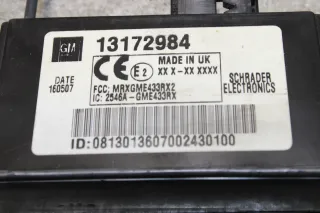 GM 13172984
CE E2 MADE IN UK
XX X-XX XXXX
DATE
160507
FCC: MRXGME433RX2
IC: 2546A-GME433RX
SCHRADER
ELECTRONICS
ID:0813013607002430100